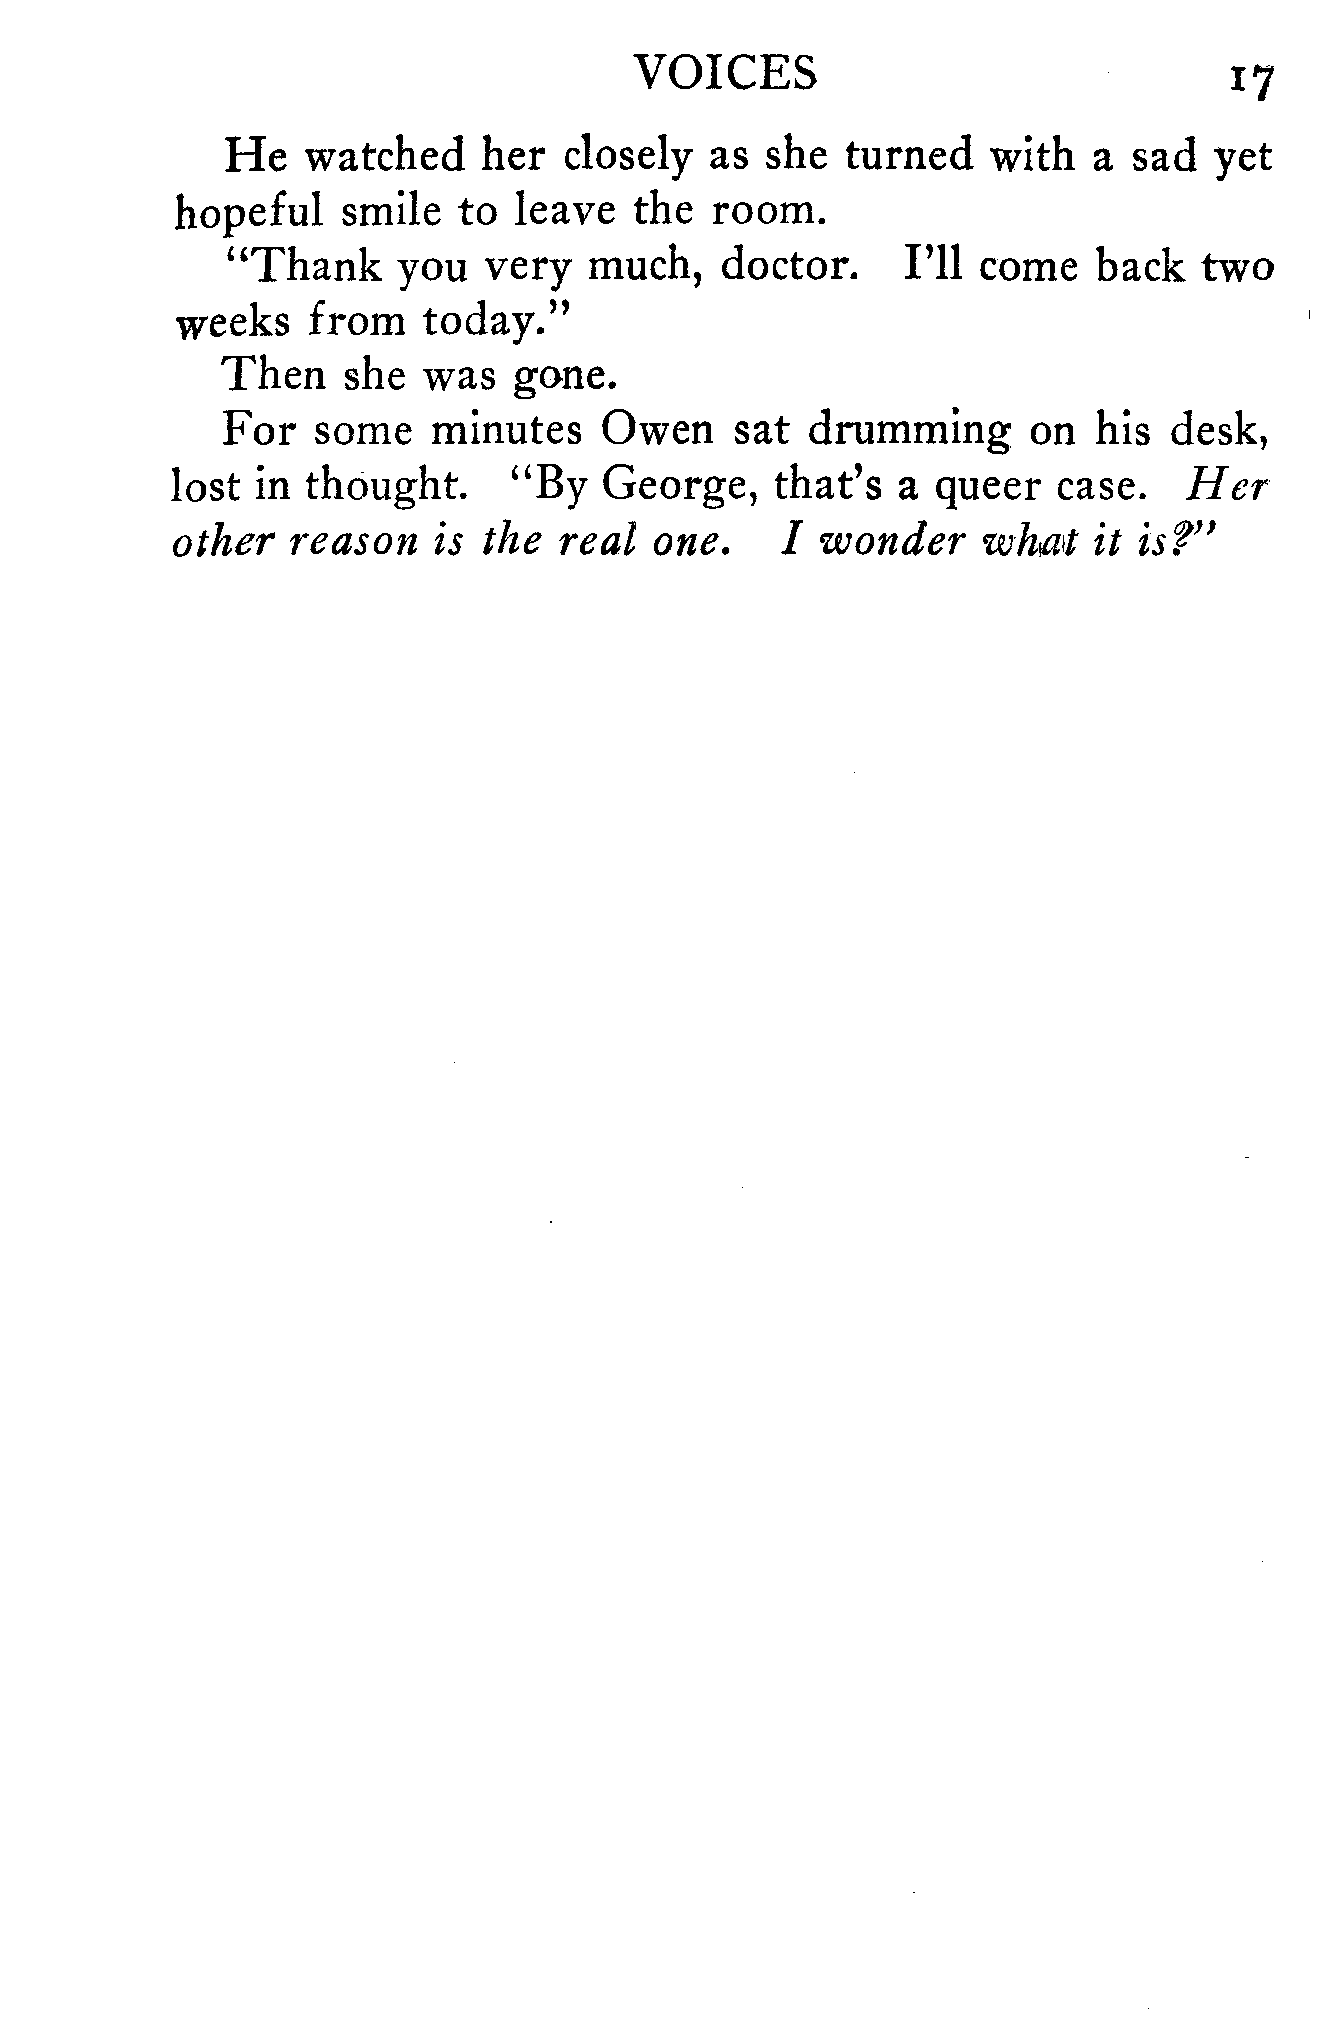 VOICES 17
He watched her closely as she turned with a sad yet
hopeful smile to leave the room.
“Thank you very much, doctor. I’ll come back two
weeks from today.”
Then she was gone.
For some minutes Owen sat drumming on his desk,
lost in thought. “By George, that’s a queer case. Her
other reason is the real one. I wonder what it is?”